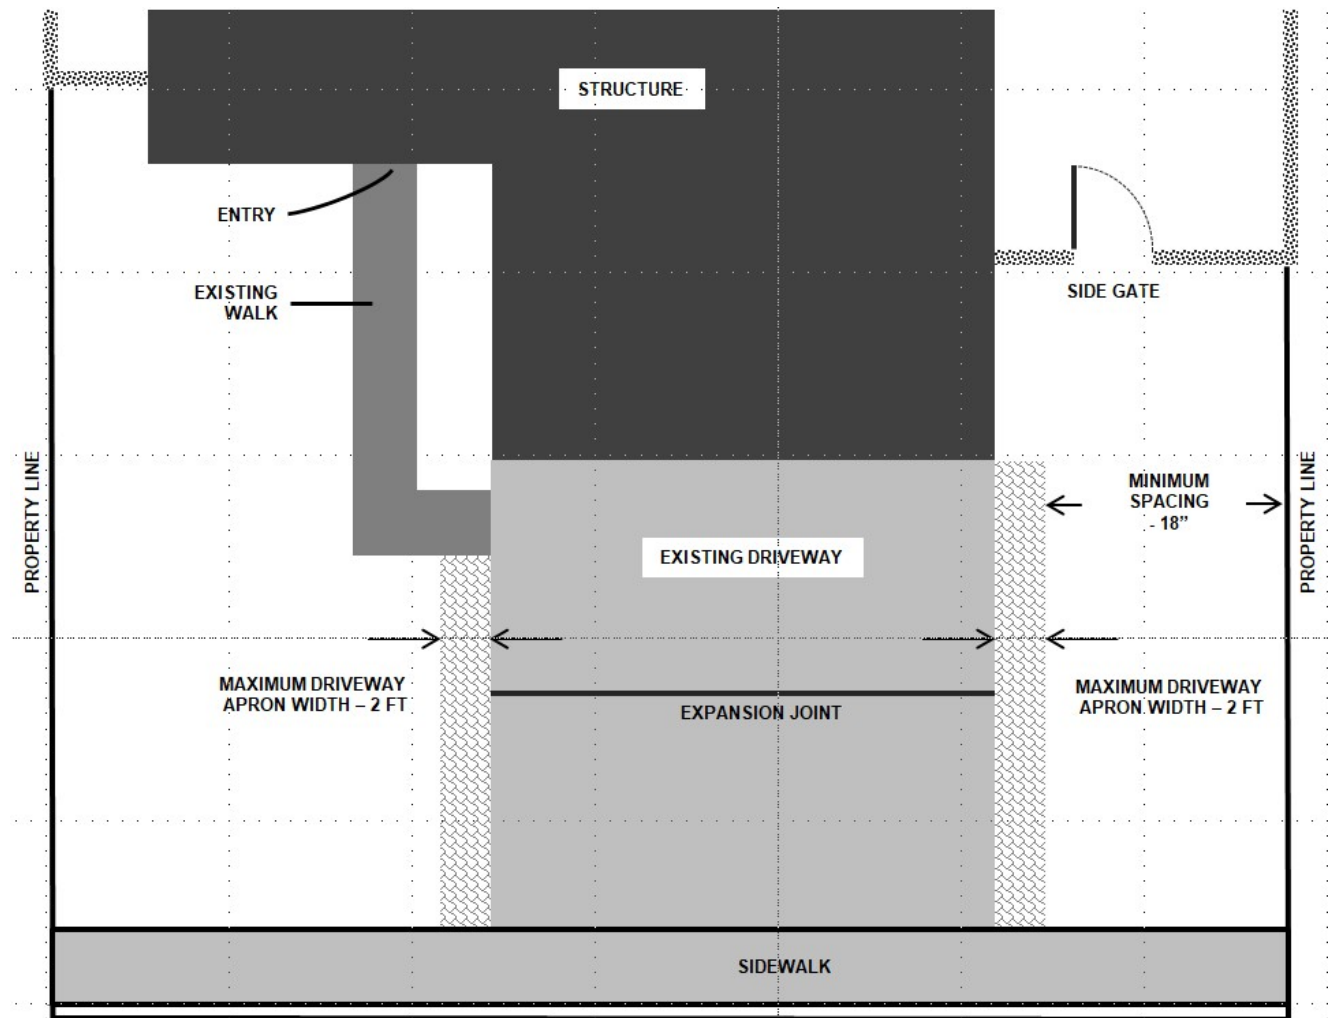 STRUCTURE
ENTRY
EXISTING
WALK
SIDE GATE
PROPERTY LINE
MINIMUM
SPACING
- 18”
PROPERTY LINE
EXISTING DRIVEWAY
MAXIMUM DRIVEWAY
APRON WIDTH – 2 FT
MAXIMUM DRIVEWAY
APRON WIDTH – 2 FT
EXPANSION JOINT
SIDEWALK